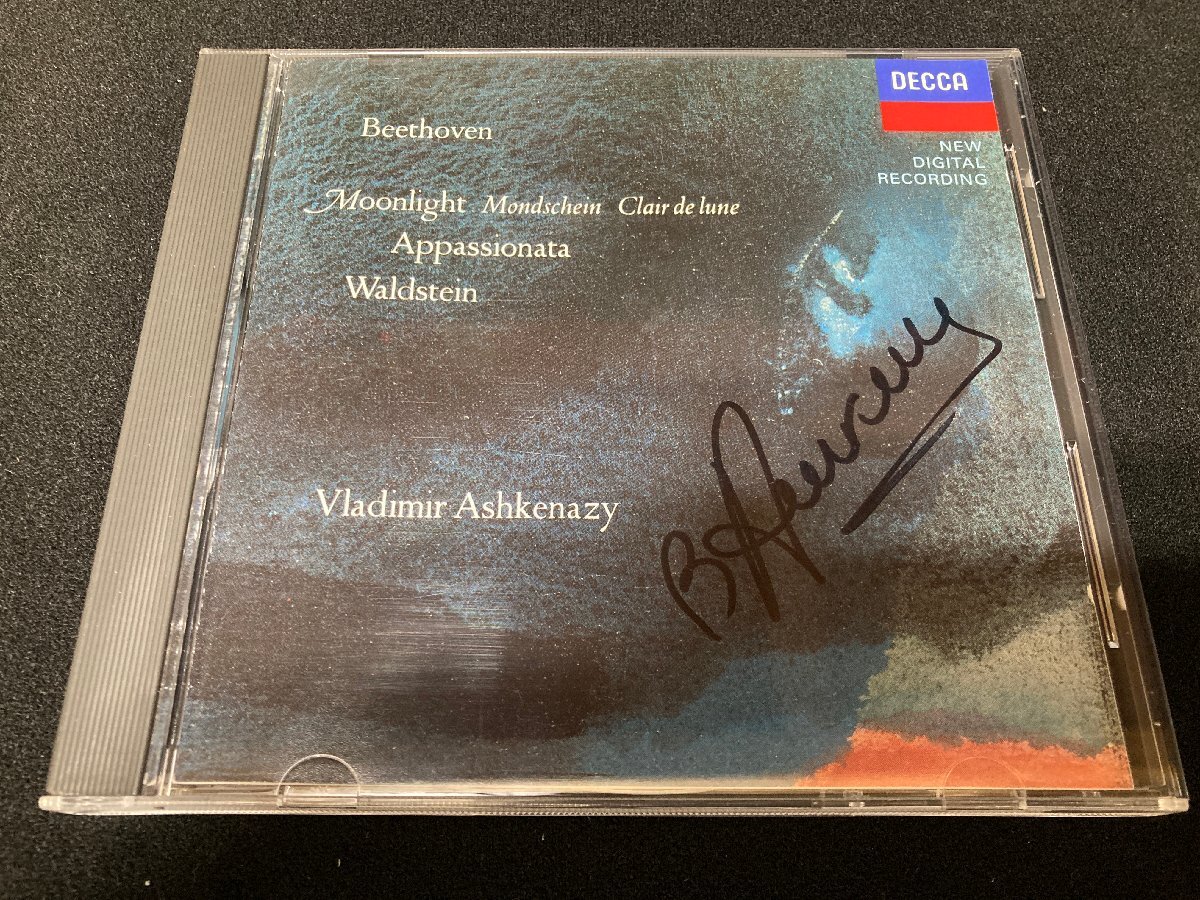 DECCA
NEW
DIGITAL
RECORDING
Beethoven
Moonlight Mondschein Clair de lune
Appassionata
Waldstein
Vladimir Ashkenazy